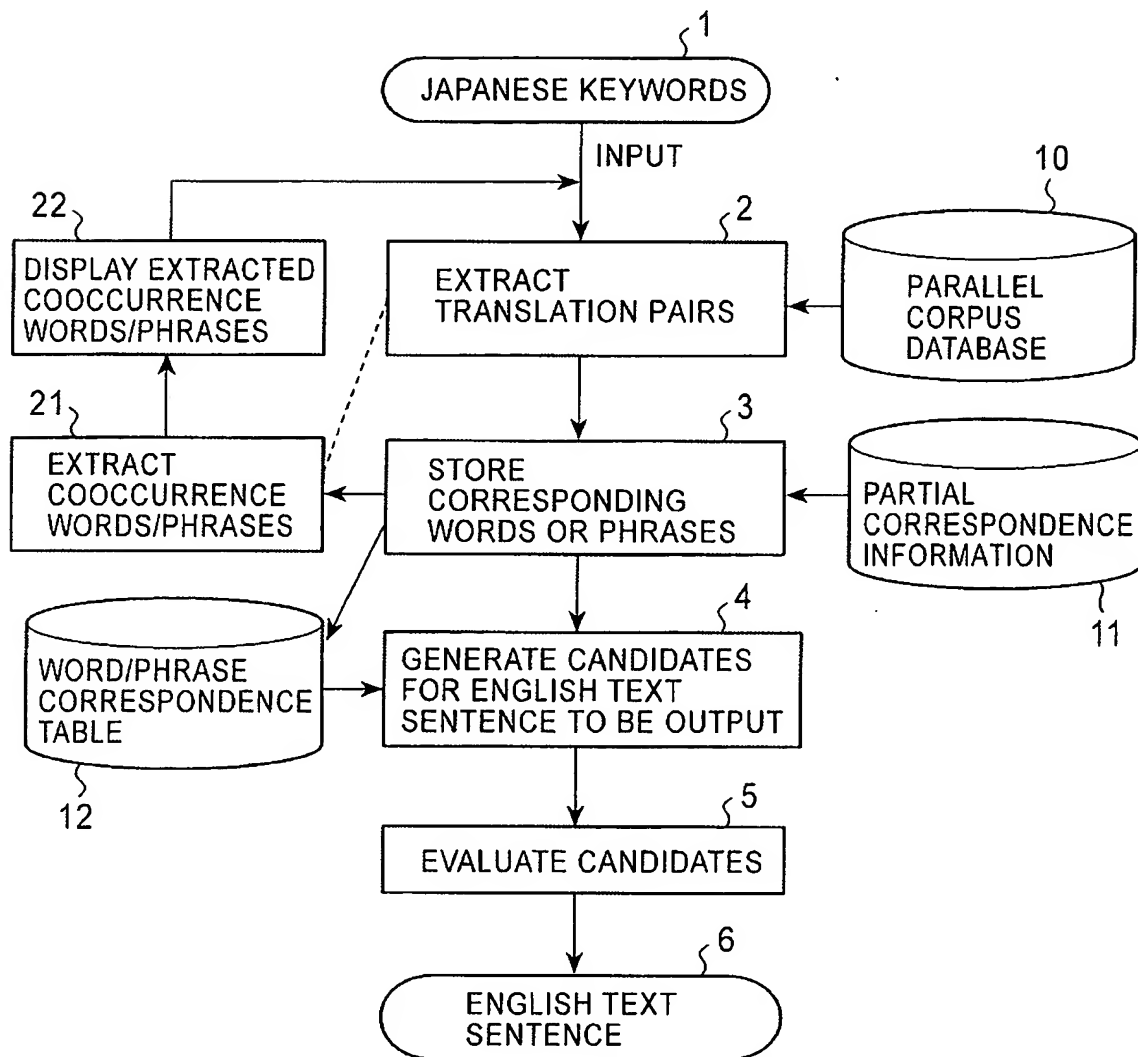 1
JAPANESE KEYWORDS
INPUT
22
DISPLAY EXTRACTED
COOCCURRENCE
WORDS/PHRASES
2
EXTRACT
TRANSLATION PAIRS
10
PARALLEL
CORPUS
DATABASE
21
EXTRACT
COOCCURRENCE
WORDS/PHRASES
3
STORE
CORRESPONDING
WORDS OR PHRASES
PARTIAL
CORRESPONDENCE
INFORMATION
11
WORD/PHRASE
CORRESPONDENCE
TABLE
12
4
GENERATE CANDIDATES
FOR ENGLISH TEXT
SENTENCE TO BE OUTPUT
5
EVALUATE CANDIDATES
6
ENGLISH TEXT
SENTENCE